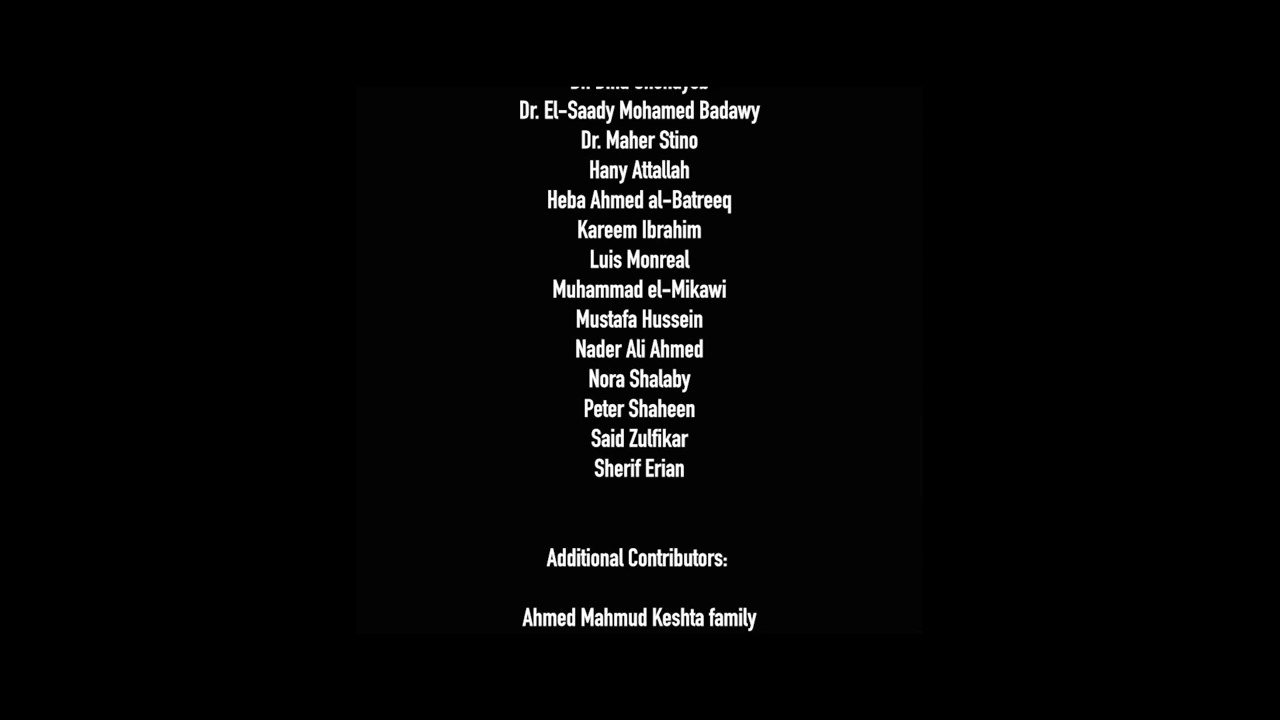 Dr. El-Saady Mohamed Badawy
Dr. Maher Stino
Hany Attallah
Heba Ahmed al-Batreeq
Kareem Ibrahim
Luis Monreal
Muhammad el-Mikawi
Mustafa Hussein
Nader Ali Ahmed
Nora Shalaby
Peter Shaheen
Said Zulfikar
Sherif Erian
Additional Contributors:
Ahmed Mahmud Keshta family